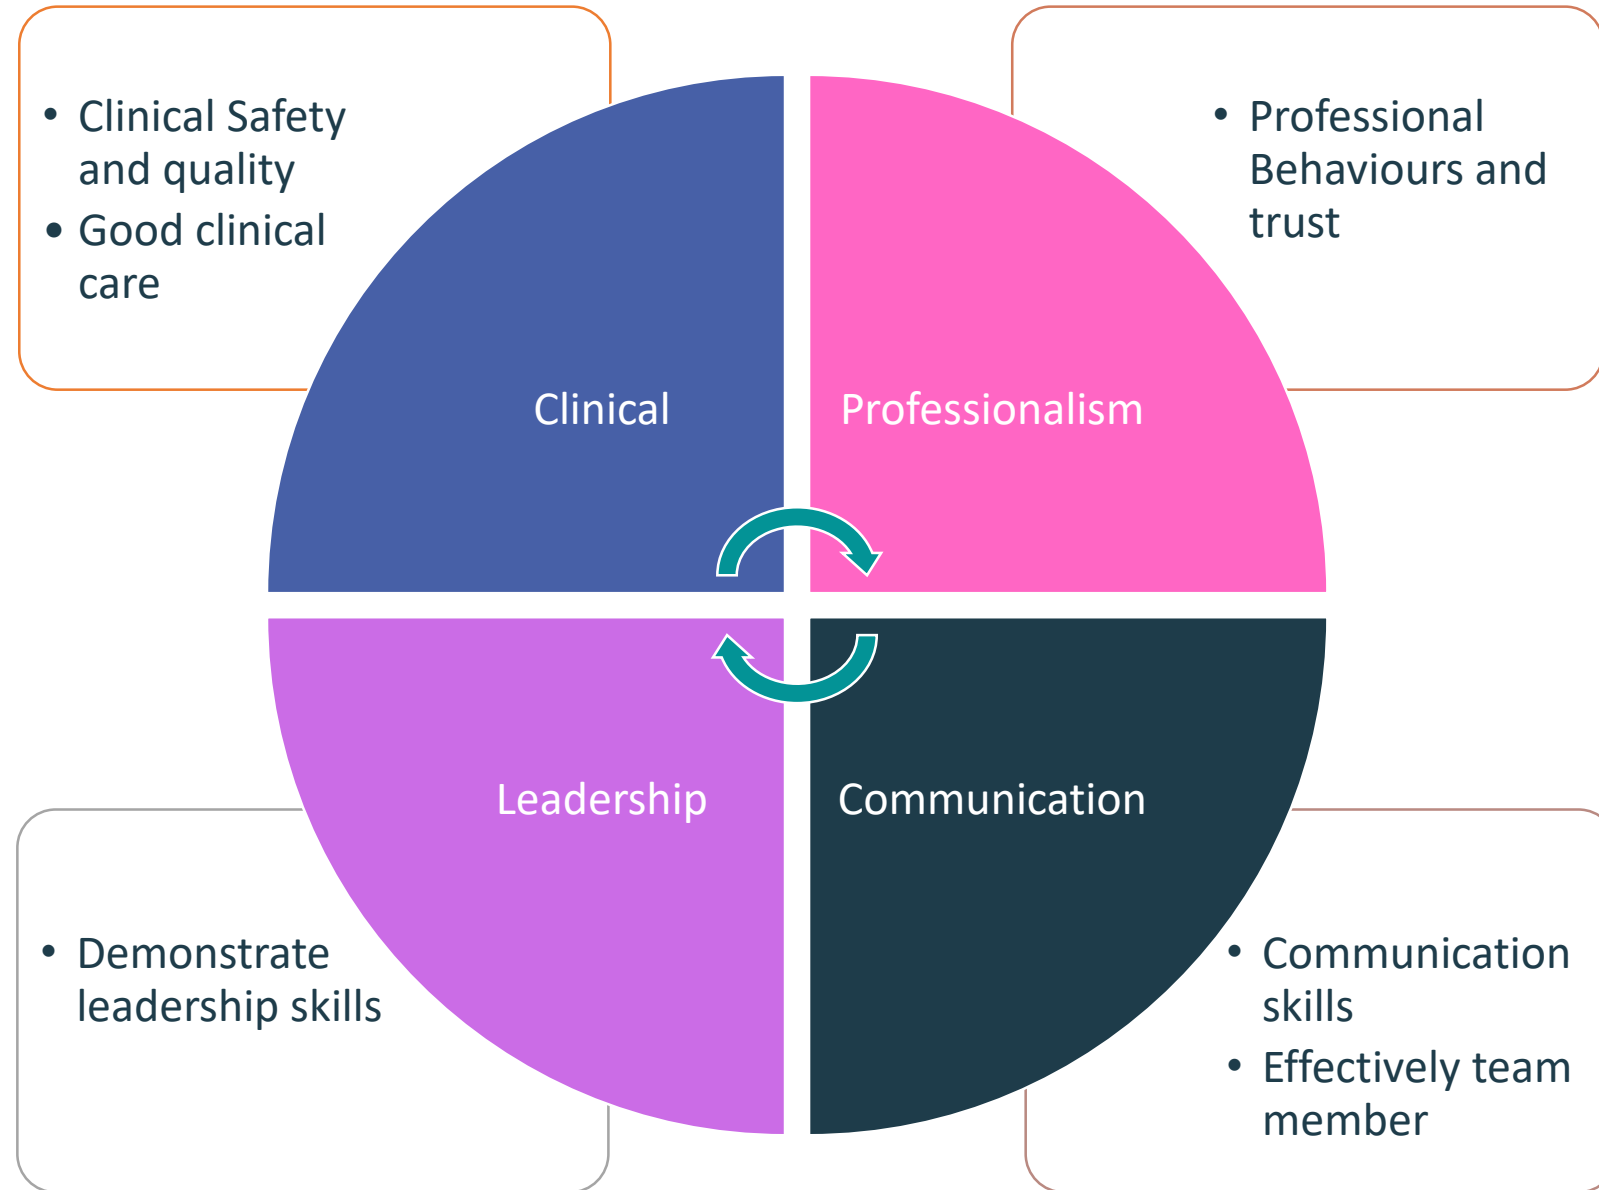 • Clinical Safety
and quality
• Good clinical
care
• Professional
Behaviours and
trust
Clinical
Professionalism
Leadership
Communication
• Demonstrate
leadership skills
• Communication
skills
• Effectively team
member